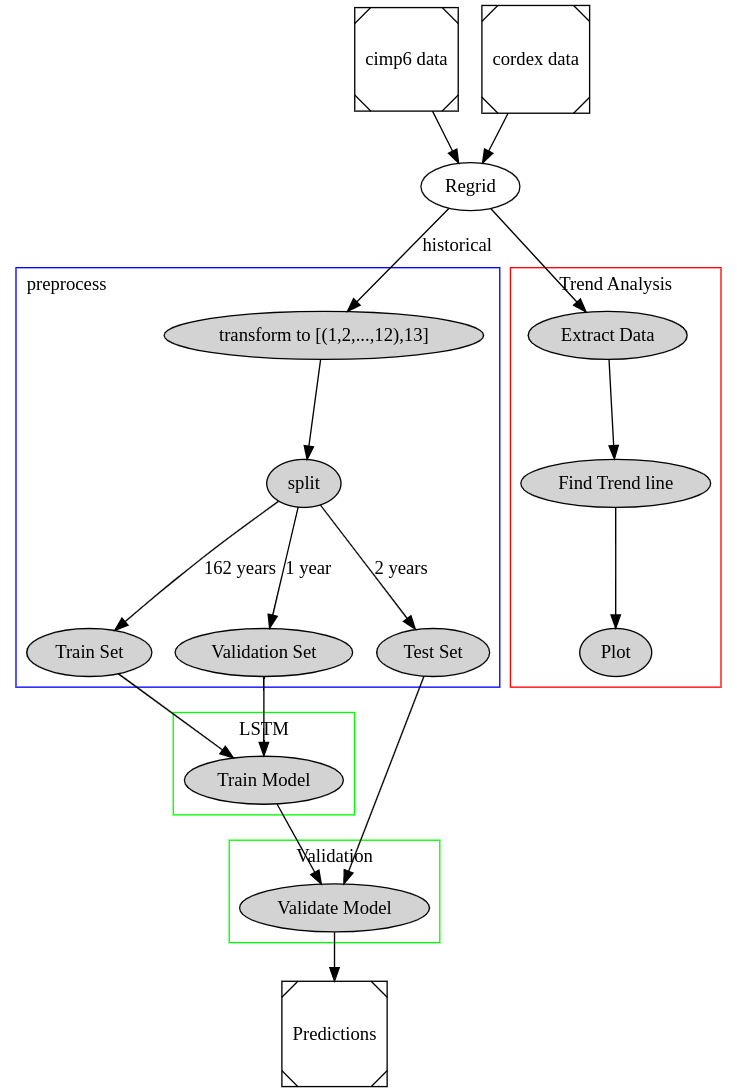 cimp6 data
cordex data
Regrid
historical
preprocess
Trend Analysis
transform to [(1,2,...,12),13]
Extract Data
split
Find Trend line
162 years
1 year
2 years
Train Set
Validation Set
Test Set
Plot
LSTM
Train Model
Validation
Validate Model
Predictions